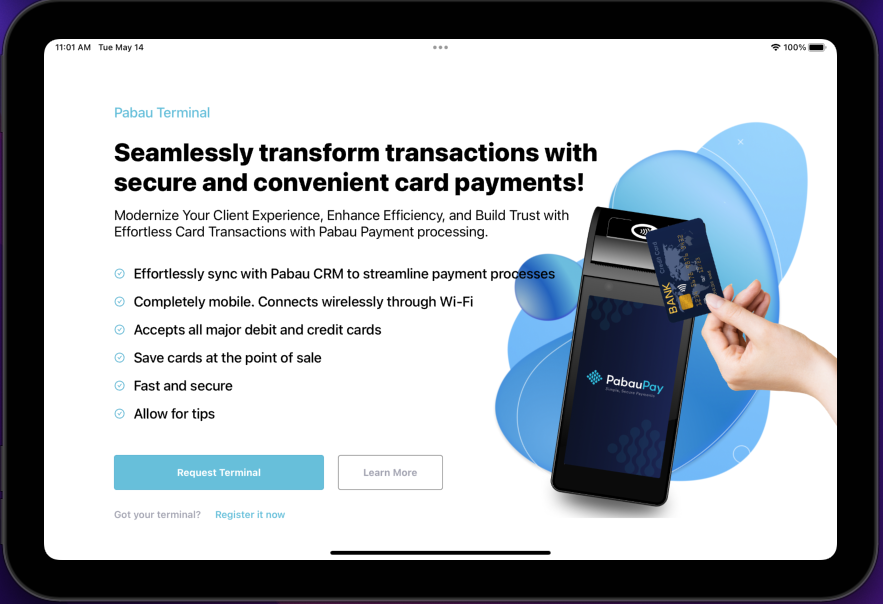 11:01 AM Tue May 14
100%
Pabau Terminal
Seamlessly transform transactions with
secure and convenient card payments!
Modernize Your Client Experience, Enhance Efficiency, and Build Trust with
Effortless Card Transactions with Pabau Payment processing.
Effortlessly sync with Pabau CRM to streamline payment processes
Completely mobile. Connects wirelessly through Wi-Fi
Accepts all major debit and credit cards
Save cards at the point of sale
Fast and secure
Allow for tips
Request Terminal
Learn More
Got your terminal? Register it now
Credit Card
BANK
PabauPay
Simple, Secure Payments